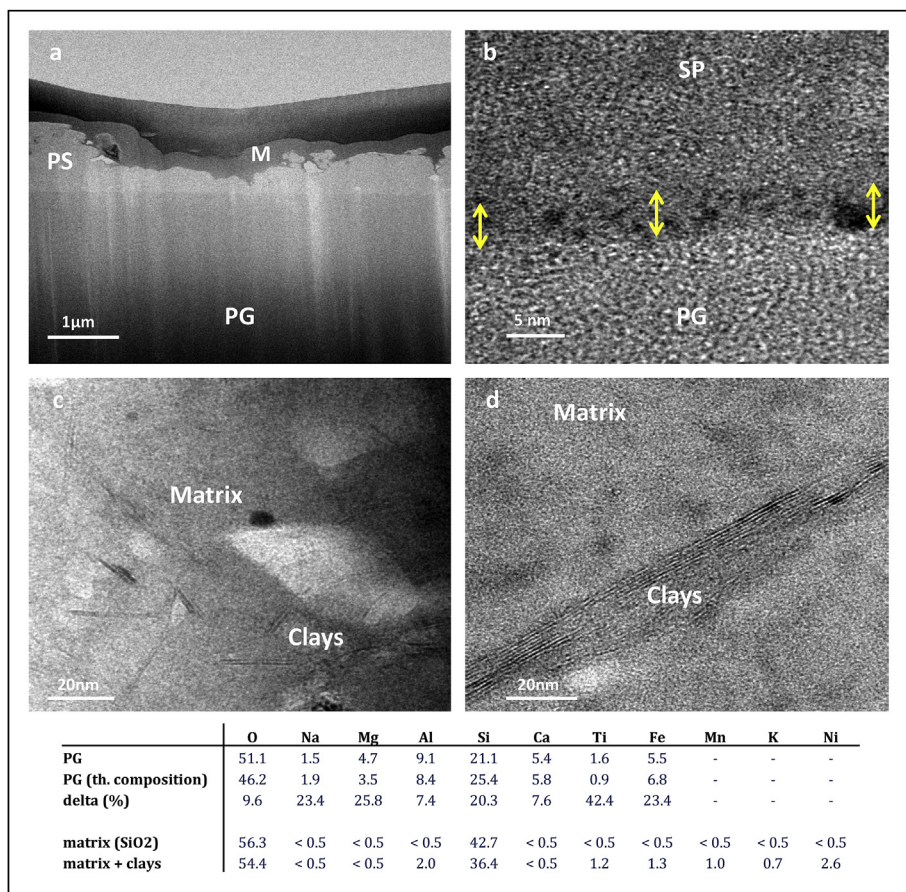 a
PS
M
PG
1µm
b
SP
PG
5 nm
c
Matrix
Clays
20nm
d
Matrix
Clays
20nm
O Na Mg Al Si Ca Ti Fe Mn K Ni
PG 51.1 1.5 4.7 9.1 21.1 5.4 1.6 5.5 - - -
PG (th. composition) 46.2 1.9 3.5 8.4 25.4 5.8 0.9 6.8 - - -
delta (%) 9.6 23.4 25.8 7.4 20.3 7.6 42.4 23.4 - - -
matrix (SiO2) 56.3 < 0.5 < 0.5 < 0.5 42.7 < 0.5 < 0.5 < 0.5 < 0.5 < 0.5 < 0.5
matrix + clays 54.4 < 0.5 < 0.5 2.0 36.4 < 0.5 1.2 1.3 1.0 0.7 2.6